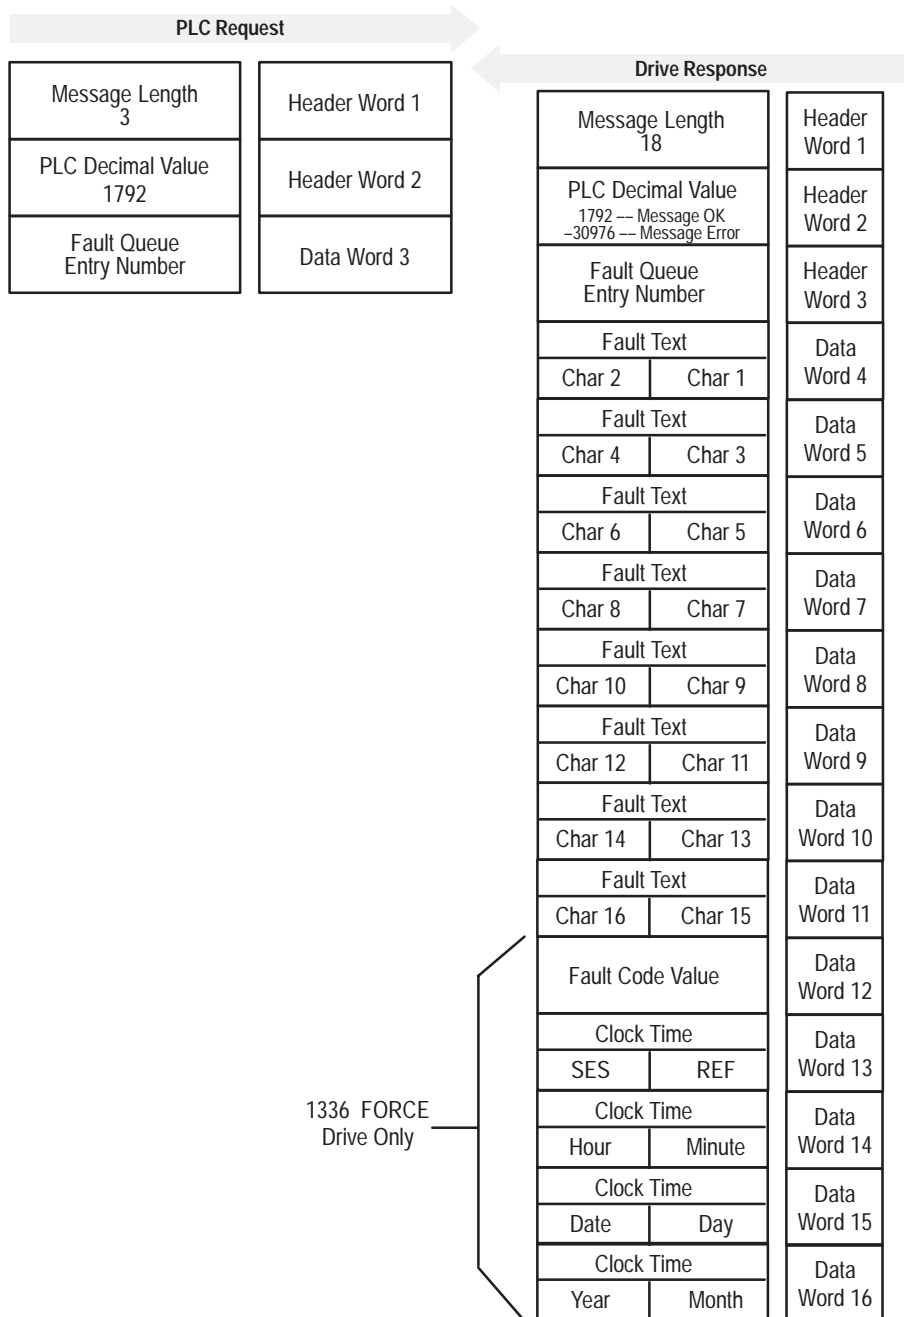 PLC Request
Drive Response
Message Length
3
Header Word 1
PLC Decimal Value
1792
Header Word 2
Fault Queue
Entry Number
Data Word 3
Message Length
18
Header
Word 1
PLC Decimal Value
1792 –– Message OK
–30976 –– Message Error
Header
Word 2
Fault Queue
Entry Number
Header
Word 3
Fault Text
Char 2 Char 1
Data
Word 4
Fault Text
Char 4 Char 3
Data
Word 5
Fault Text
Char 6 Char 5
Data
Word 6
Fault Text
Char 8 Char 7
Data
Word 7
Fault Text
Char 10 Char 9
Data
Word 8
Fault Text
Char 12 Char 11
Data
Word 9
Fault Text
Char 14 Char 13
Data
Word 10
Fault Text
Char 16 Char 15
Data
Word 11
Fault Code Value
Data
Word 12
Clock Time
SES REF
Data
Word 13
1336 FORCE
Drive Only
Clock Time
Hour Minute
Data
Word 14
Clock Time
Date Day
Data
Word 15
Clock Time
Year Month
Data
Word 16